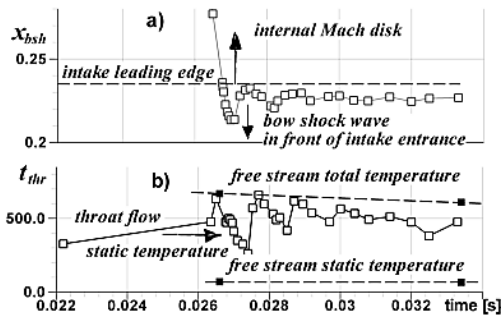 a)
x_bsh
internal Mach disk
0.25
intake leading edge
bow shock wave
in front of intake entrance
0.2
t_thr
b)
free stream total temperature
500.0
throat flow
static temperature
free stream static temperature
0.0
0.022 0.024 0.026 0.028 0.03 0.032 time [s]